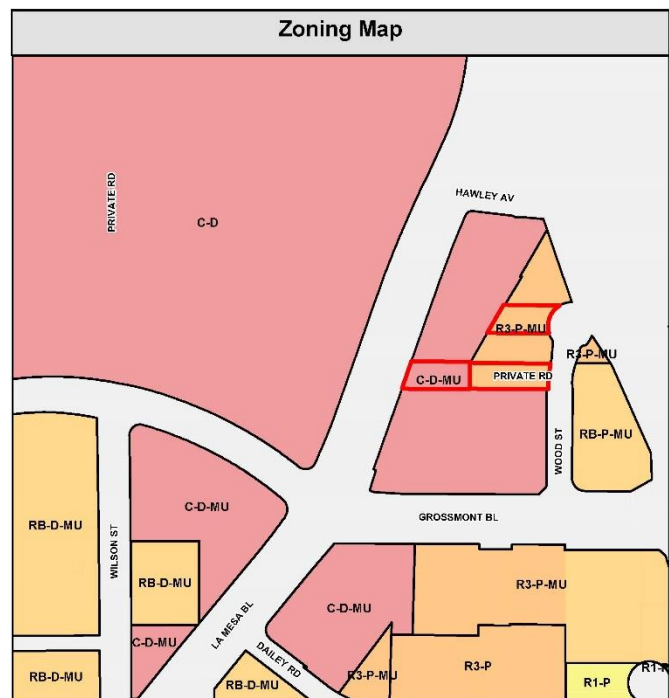 Zoning Map
PRIVATE RD
C-D
HAWLEY AV
R3-P-MU
R3-P-MU
C-D-MU
PRIVATE RD
WOOD ST
RB-P-MU
C-D-MU
GROSSMONT BL
RB-D-MU
WILSON ST
RB-D-MU
LA MESA BL
C-D-MU
R3-P-MU
C-D-MU
DAILEY RD
R3-P-MU
R3-P
RB-D-MU
RB-D-MU
R1-P